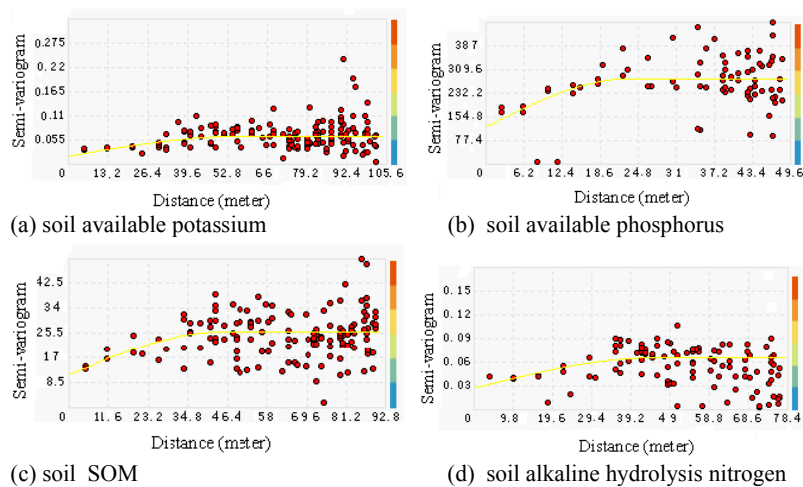 Semi-variogram
0.275
0.22
0.165
0.11
0.055
0 13.2 26.4 39.6 52.8 66 79.2 92.4 105.6
Distance (meter)
(a) soil available potassium
Semi-variogram
387
309.6
232.2
154.8
77.4
0 6.2 12.4 18.6 24.8 31 37.2 43.4 49.6
Distance (meter)
(b) soil available phosphorus
Semi-variogram
42.5
34
25.5
17
8.5
0 11.6 23.2 34.8 46.4 58 69.6 81.2 92.8
Distance (meter)
(c) soil SOM
Semi-variogram
0.15
0.12
0.09
0.06
0.03
0 9.8 19.6 29.4 39.2 49 58.8 68.6 78.4
Distance (meter)
(d) soil alkaline hydrolysis nitrogen